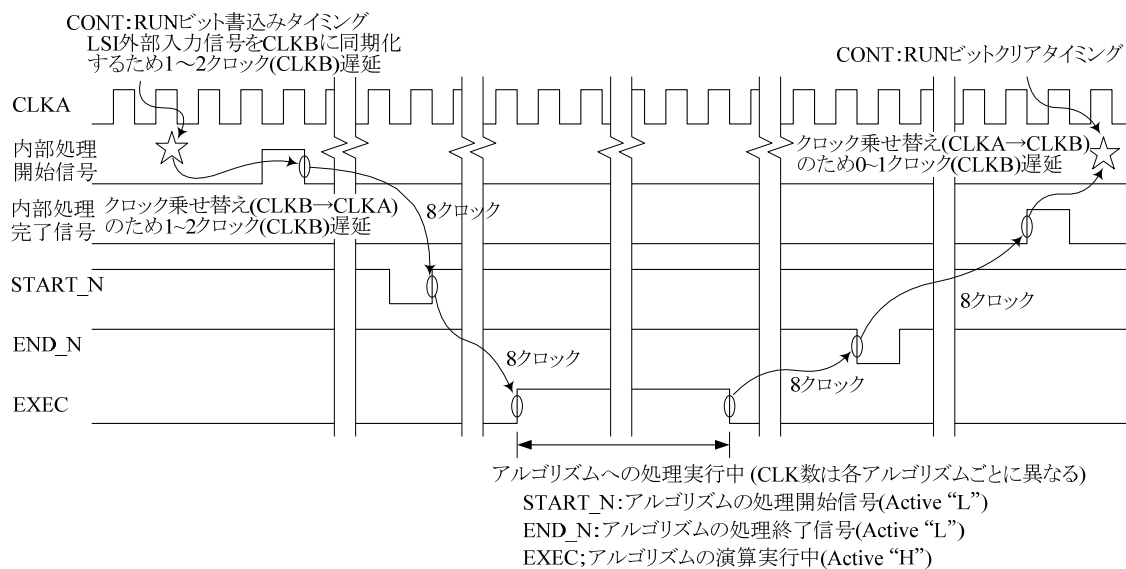 CONT:RUNビット書込みタイミング
LSI外部入力信号をCLKBに同期化
するため1～2クロック(CLKB)遅延
CONT:RUNビットクリアタイミング
CLKA
内部処理
開始信号
クロック乗せ替え(CLKA→CLKB)
のため0~1クロック(CLKB)遅延
内部処理
完了信号
クロック乗せ替え(CLKB→CLKA)
のため1~2クロック(CLKB)遅延
8クロック
START_N
8クロック
END_N
8クロック
8クロック
EXEC
アルゴリズムへの処理実行中 (CLK数は各アルゴリズムごとに異なる)
START_N:アルゴリズムの処理開始信号(Active “L”)
END_N:アルゴリズムの処理終了信号(Active “L”)
EXEC;アルゴリズムの演算実行中(Active “H”)